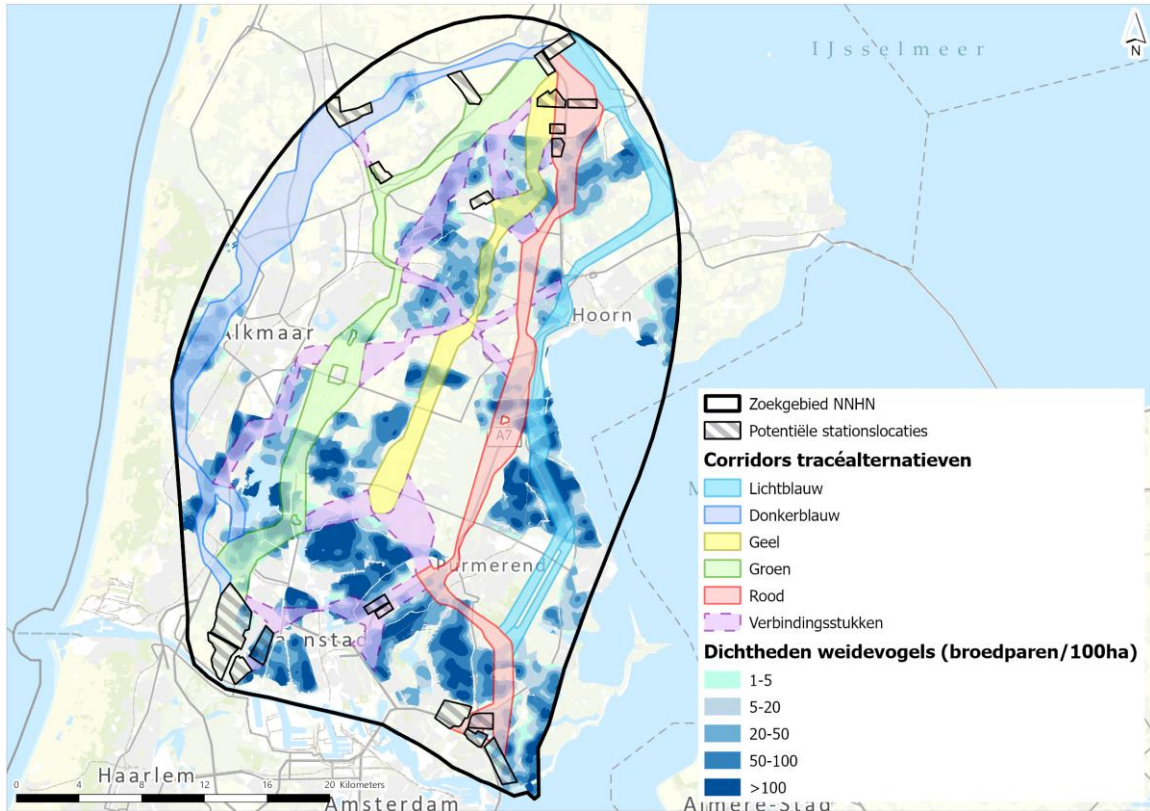 IJsselmeer
N
Alkmaar
Hoorn
A7
Purmerend
Haarlem
Amsterdam
Almere-Stad
0 4 8 12 16 20 Kilometers
Zoekgebied NNHN
Potentiële stationslocaties
Corridors tracéalternatieven
Lichtblauw
Donkerblauw
Geel
Groen
Rood
Verbindingsstukken
Dichtheden weidevogels (broedparen/100ha)
1-5
5-20
20-50
50-100
>100